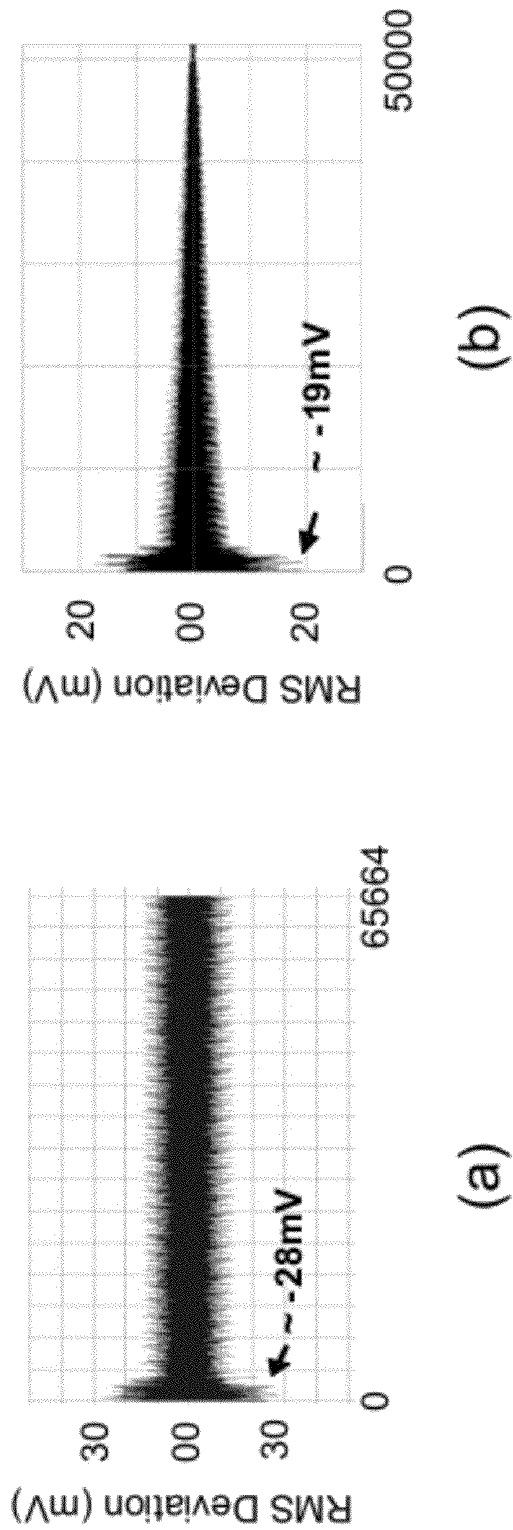 RMS Deviation (mV)
30
00
30
~ -28mV
0
65664
(a)
RMS Deviation (mV)
20
00
20
~ -19mV
0
50000
(b)